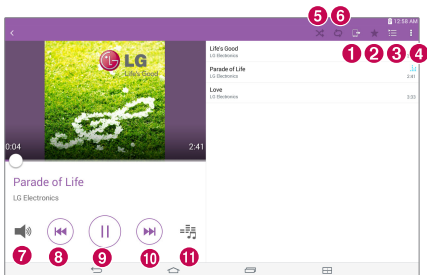 12:58 AM
5 6
1 2 3 4
LG
Life's Good
0:04 2:41
Parade of Life
LG Electronics
7 8 9 10 11
Life's Good
LG Electronics
Parade of Life
LG Electronics
2:41
Love
LG Electronics
3:03